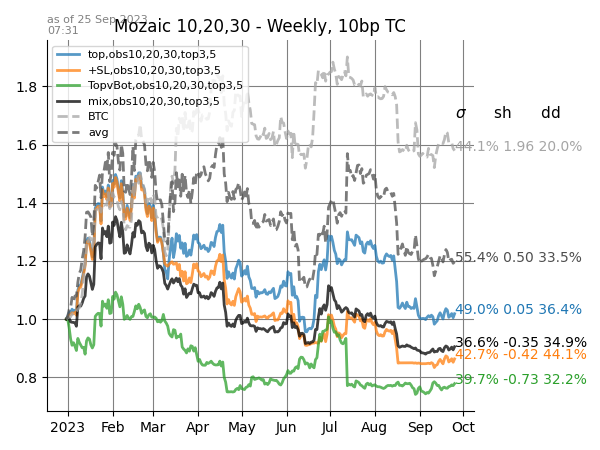 as of 25 Sep 2023
07:31
Mozaic 10,20,30 - Weekly, 10bp TC
top,obs10,20,30,top3,5
+SL,obs10,20,30,top3,5
TopvBot,obs10,20,30,top3,5
mix,obs10,20,30,top3,5
BTC
avg
σ sh dd
44.1% 1.96 20.0%
55.4% 0.50 33.5%
49.0% 0.05 36.4%
36.6% -0.35 34.9%
42.7% -0.42 44.1%
39.7% -0.73 32.2%
1.8
1.6
1.4
1.2
1.0
0.8
2023 Feb Mar Apr May Jun Jul Aug Sep Oct